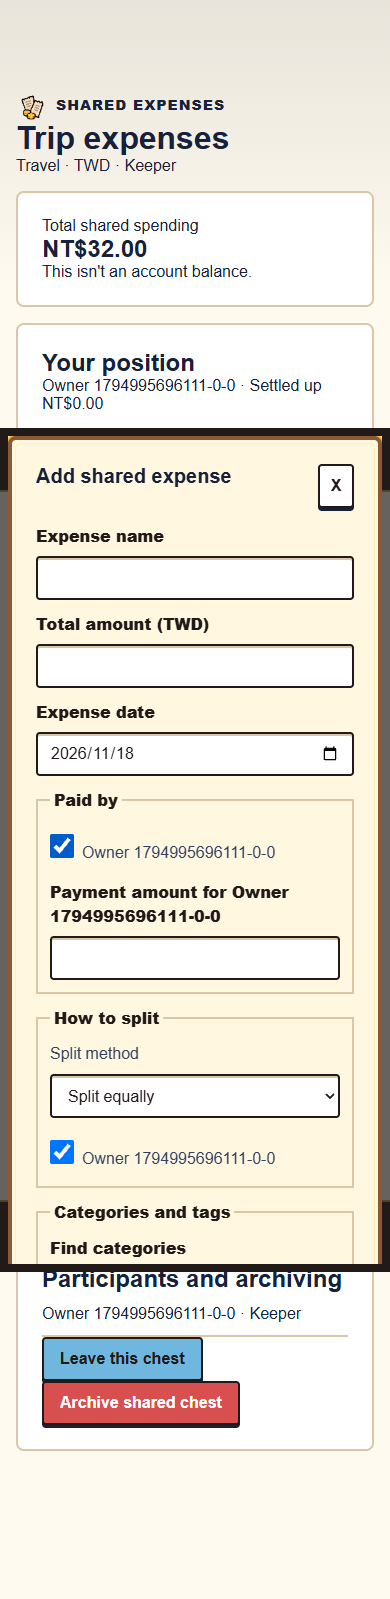 SHARED EXPENSES
Trip expenses
Travel · TWD · Keeper
Total shared spending
NT$32.00
This isn't an account balance.
Your position
Owner 1794995696111-0-0 · Settled up
NT$0.00
Add shared expense
X
Expense name
Total amount (TWD)
Expense date
2026/11/18
Paid by
Owner 1794995696111-0-0
Payment amount for Owner
1794995696111-0-0
How to split
Split method
Split equally
Owner 1794995696111-0-0
Categories and tags
Find categories
Participants and archiving
Owner 1794995696111-0-0 · Keeper
Leave this chest
Archive shared chest